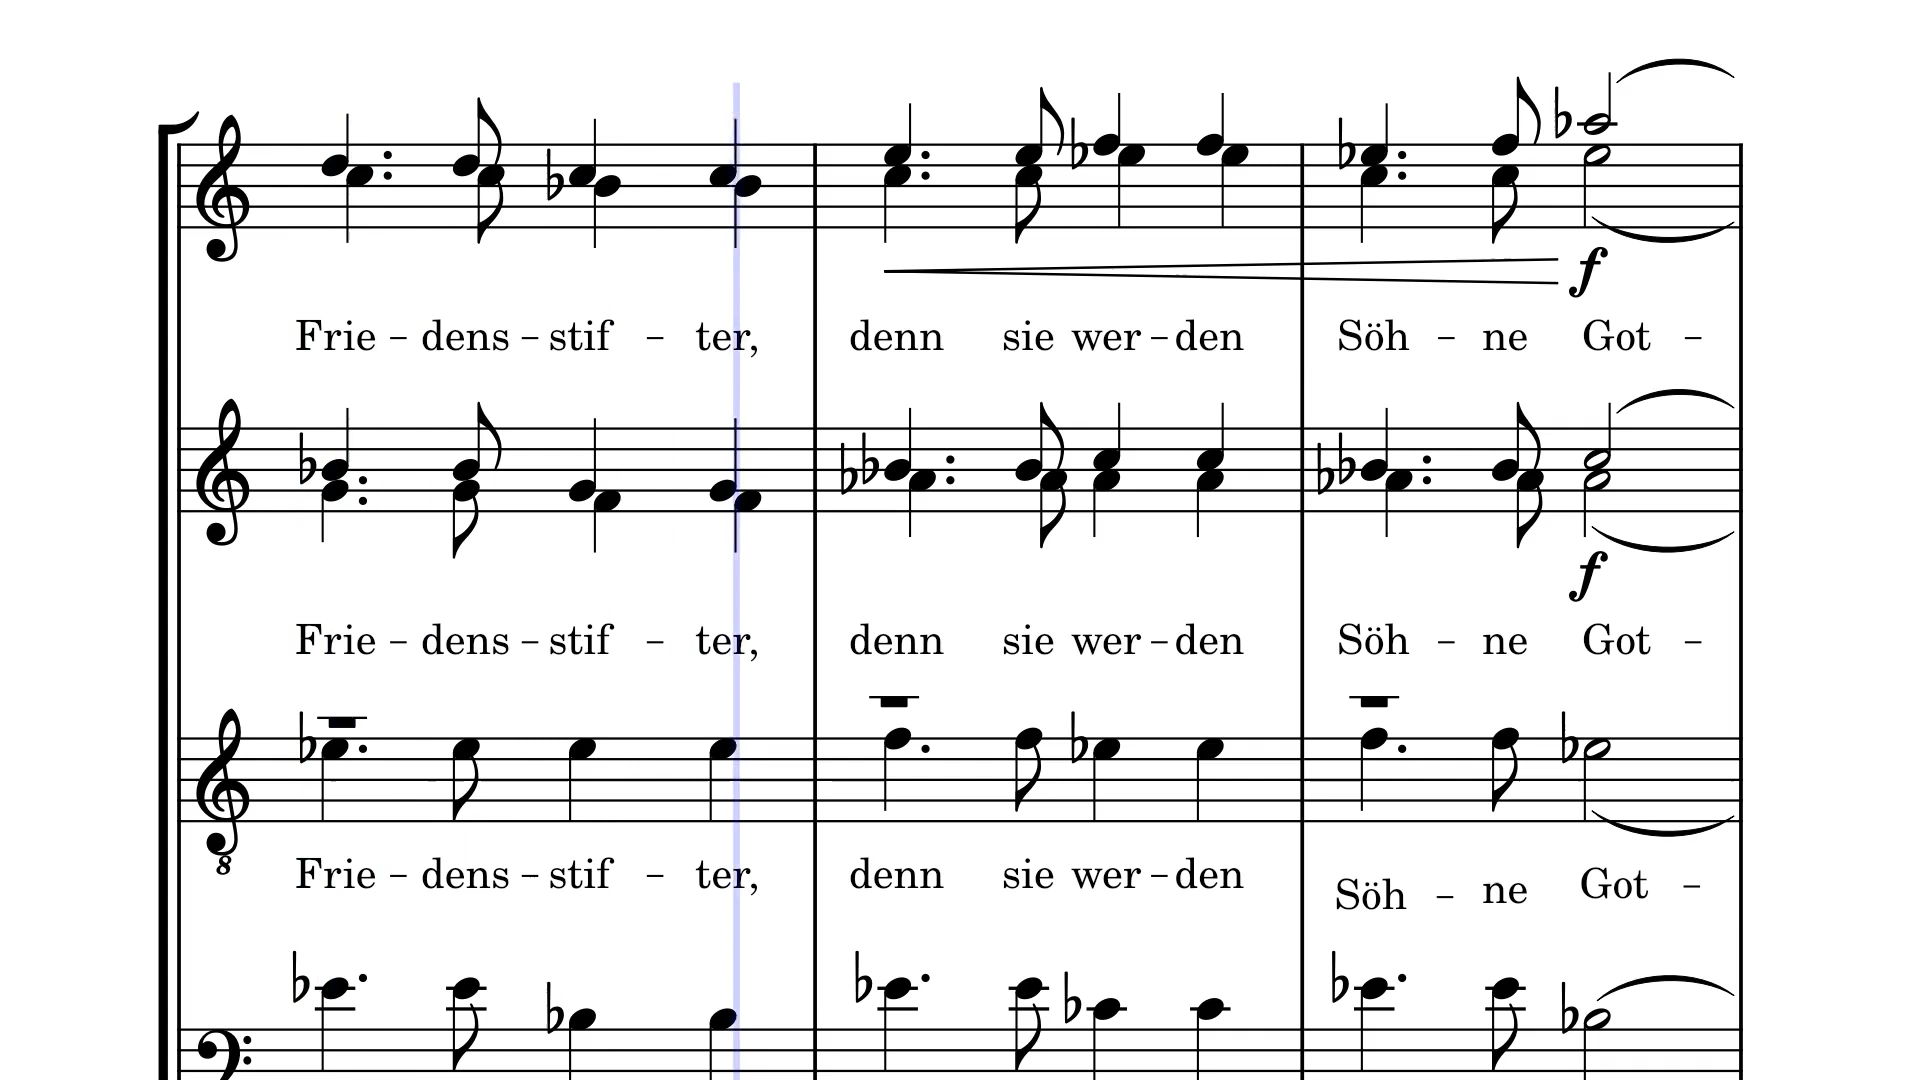 Frie – dens – stif – ter, denn sie wer – den Söh – ne Got –
f
Frie – dens – stif – ter, denn sie wer – den Söh – ne Got –
f
8
Frie – dens – stif – ter, denn sie wer – den Söh – ne Got –